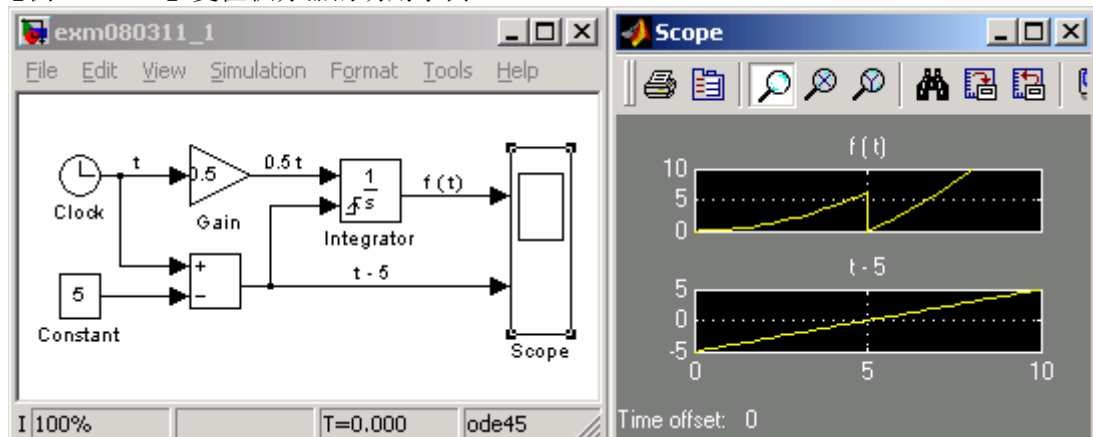 exm080311_1
File Edit View Simulation Format Tools Help
t
0.5
0.5 t
1
s
f (t)
Clock
Gain
Integrator
+
−
t - 5
5
Constant
Scope
I 100%
T=0.000
ode45
Scope
f ( t)
10
5
0
t - 5
5
0
-5
0
5
10
Time offset: 0